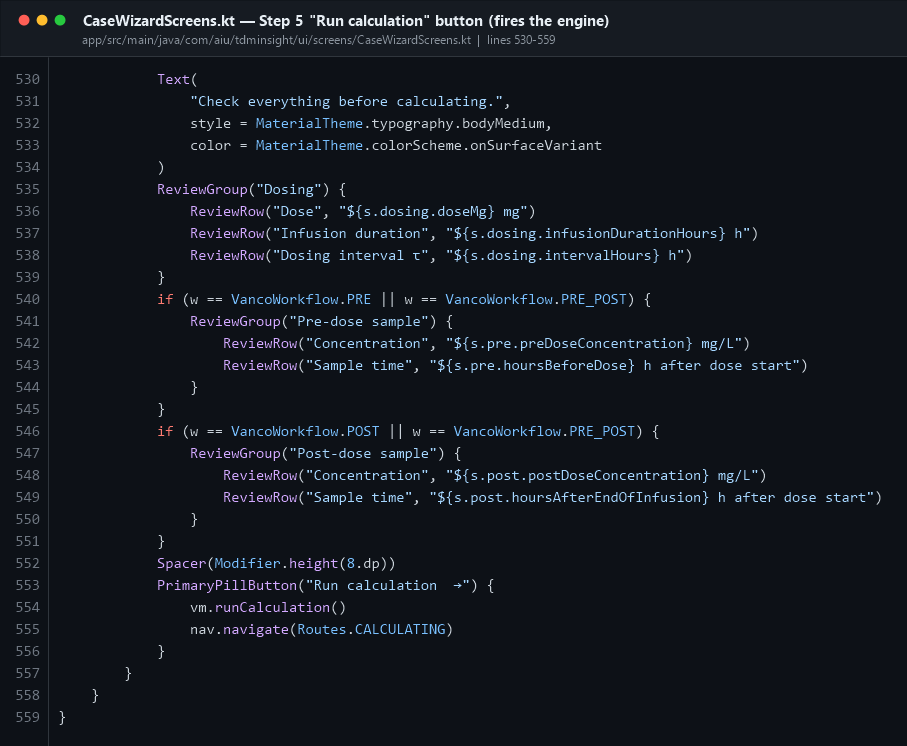 CaseWizardScreens.kt — Step 5 "Run calculation" button (fires the engine)
app/src/main/java/com/aiu/tdminsight/ui/screens/CaseWizardScreens.kt | lines 530-559
530             Text(
531                 "Check everything before calculating.",
532                 style = MaterialTheme.typography.bodyMedium,
533                 color = MaterialTheme.colorScheme.onSurfaceVariant
534             )
535             ReviewGroup("Dosing") {
536                 ReviewRow("Dose", "${s.dosing.doseMg} mg")
537                 ReviewRow("Infusion duration", "${s.dosing.infusionDurationHours} h")
538                 ReviewRow("Dosing interval τ", "${s.dosing.intervalHours} h")
539             }
540             if (w == VancoWorkflow.PRE || w == VancoWorkflow.PRE_POST) {
541                 ReviewGroup("Pre-dose sample") {
542                     ReviewRow("Concentration", "${s.pre.preDoseConcentration} mg/L")
543                     ReviewRow("Sample time", "${s.pre.hoursBeforeDose} h after dose start")
544                 }
545             }
546             if (w == VancoWorkflow.POST || w == VancoWorkflow.PRE_POST) {
547                 ReviewGroup("Post-dose sample") {
548                     ReviewRow("Concentration", "${s.post.postDoseConcentration} mg/L")
549                     ReviewRow("Sample time", "${s.post.hoursAfterEndOfInfusion} h after dose start")
550                 }
551             }
552             Spacer(Modifier.height(8.dp))
553             PrimaryPillButton("Run calculation  →") {
554                 vm.runCalculation()
555                 nav.navigate(Routes.CALCULATING)
556             }
557         }
558     }
559 }